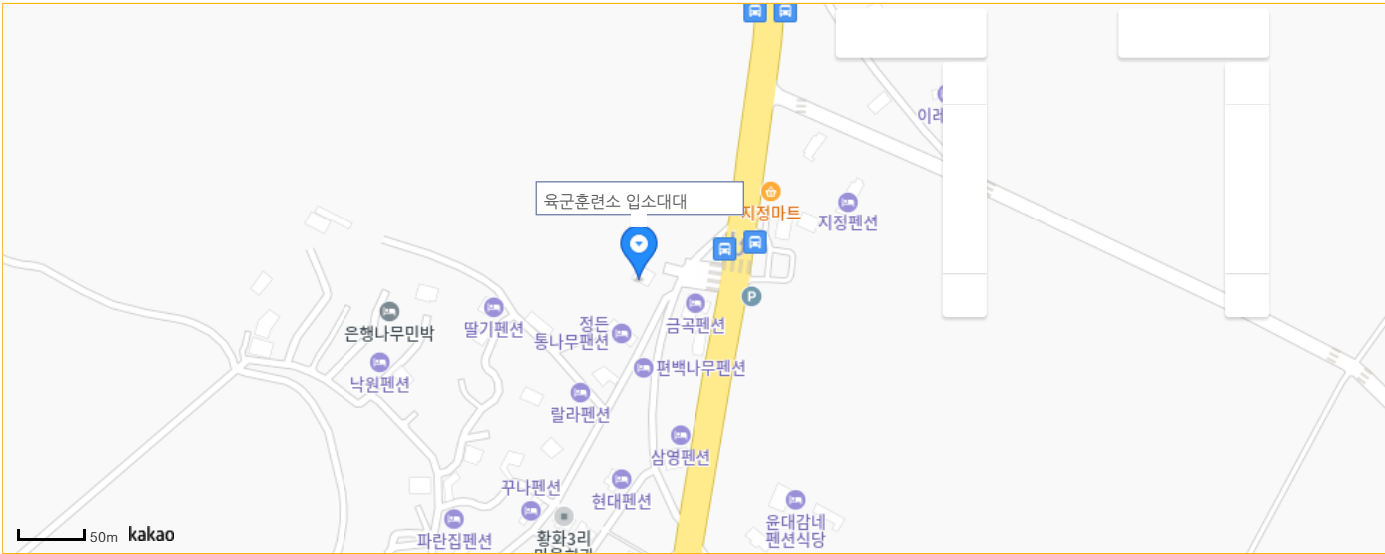 이레
육군훈련소 입소대대
지정마트
지정펜션
P
은행나무민박
딸기펜션
정든
통나무팬션
금곡펜션
낙원펜션
편백나무펜션
랄라펜션
삼영펜션
꾸나펜션
현대펜션
파란집펜션
황화3리
윤대감네
펜션식당
50m kakao